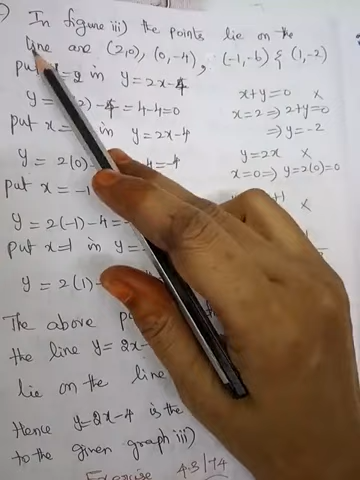 In figure iii) the points lie on the
line are (2,0), (0,-4), (-1,-6) & (1,-2)
put = 2 in y = 2x-4
y = 2) -4 = 4-4=0
put x = in y = 2x-4
y = 2(0)- = 4
put x = -1
y = 2(-1)-4 =
put x=1 in y =
y = 2(1)-
x+y=0 x
x=2 ⇒ 2+y=0
⇒ y=-2
y=2x x
x=0 ⇒ y=2(0)=0
x
The above
the line y= 2x-
lie on the line
Hence y=2x-4 is the
to the given graph iii)
Exercise 4.3/74